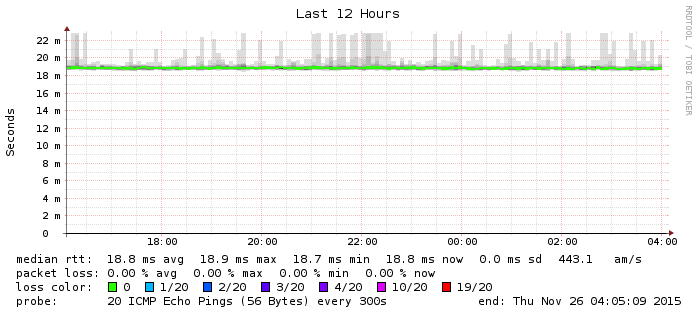 Last 12 Hours
RRDTOOL / TOBI OETIKER
Seconds
22 m
20 m
18 m
16 m
14 m
12 m
10 m
8 m
6 m
4 m
2 m
0
18:00 20:00 22:00 00:00 02:00 04:00
median rtt: 18.8 ms avg 18.9 ms max 18.7 ms min 18.8 ms now 0.0 ms sd 443.1 am/s
packet loss: 0.00 % avg 0.00 % max 0.00 % min 0.00 % now
loss color: 0 1/20 2/20 3/20 4/20 10/20 19/20
probe: 20 ICMP Echo Pings (56 Bytes) every 300s end: Thu Nov 26 04:05:09 2015